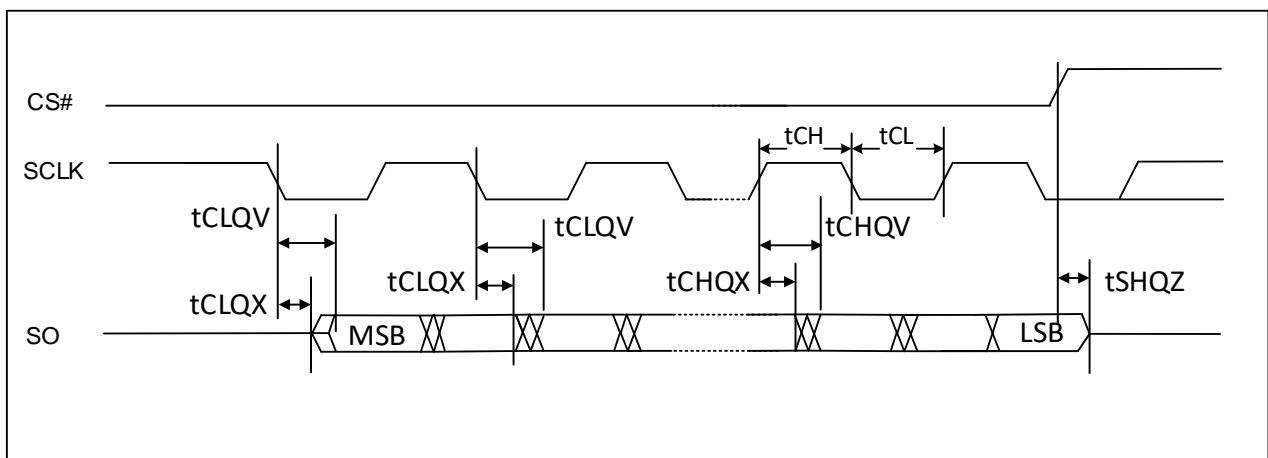 CS#
tCH
tCL
SCLK
tCLQV
tCLQV
tCHQV
tCLQX
tCLQX
tCHQX
tSHQZ
SO
MSB
LSB